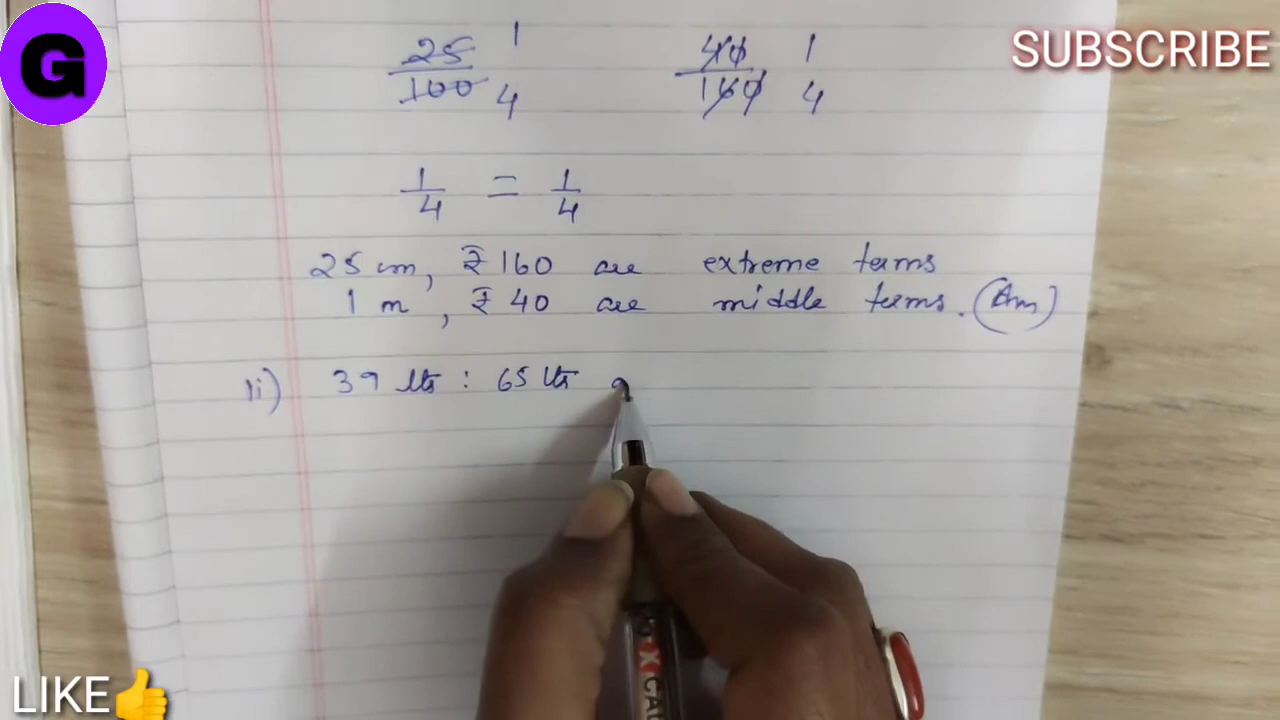 G
SUBSCRIBE
25 1
100 4
40 1
160 4
1/4 = 1/4
25 cm, ₹ 160 are extreme terms
1 m, ₹ 40 are middle terms. (Ans)
ii) 39 lts : 65 lts
LIKE